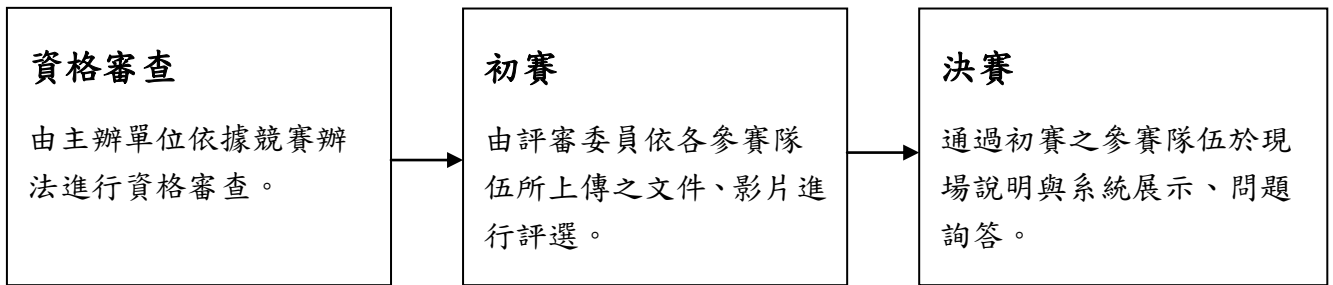 資格審查
由主辦單位依據競賽辦
法進行資格審查。
初賽
由評審委員依各參賽隊
伍所上傳之文件、影片進
行評選。
決賽
通過初賽之參賽隊伍於現
場說明與系統展示、問題
詢答。